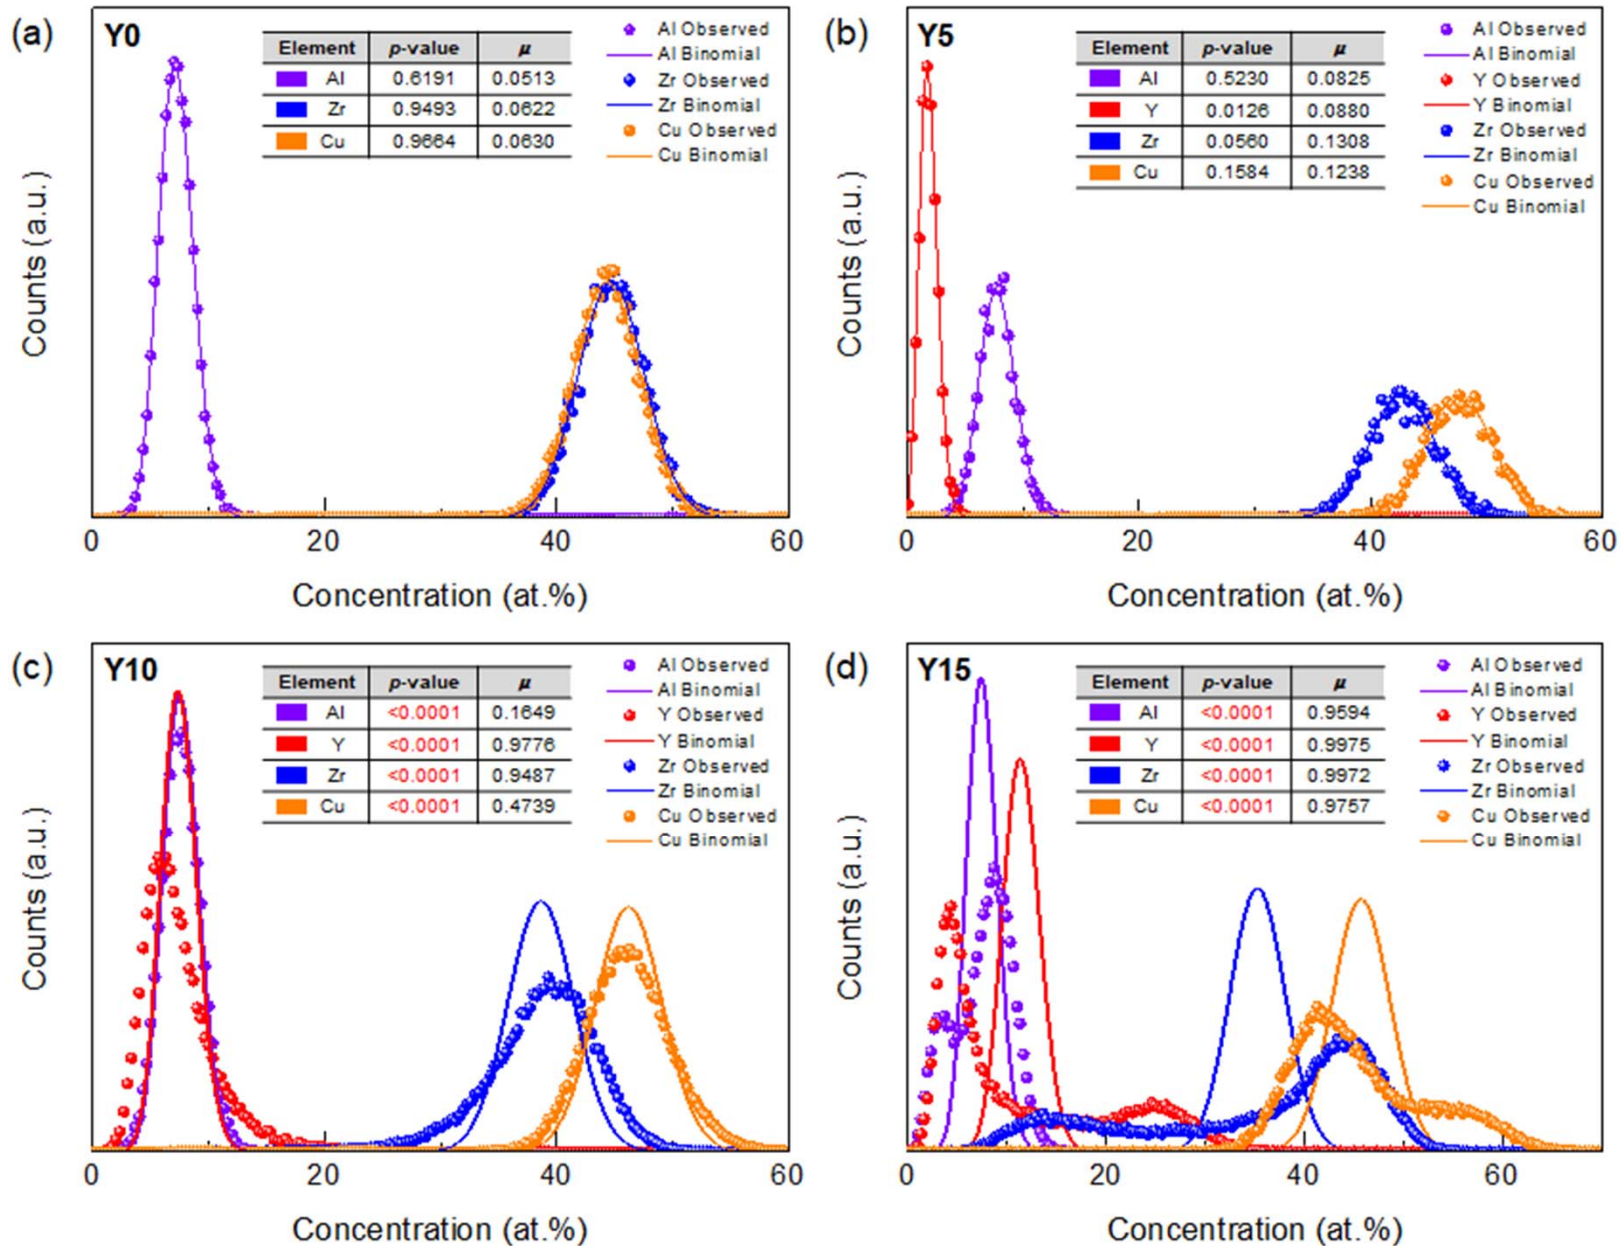 (a)
Y0
Element p-value μ
Al 0.6191 0.0513
Zr 0.9493 0.0622
Cu 0.9664 0.0630
Al Observed
Al Binomial
Zr Observed
Zr Binomial
Cu Observed
Cu Binomial
Counts (a.u.)
0 20 40 60
Concentration (at.%)
(b)
Y5
Element p-value μ
Al 0.5230 0.0825
Y 0.0126 0.0880
Zr 0.0560 0.1308
Cu 0.1584 0.1238
Al Observed
Al Binomial
Y Observed
Y Binomial
Zr Observed
Zr Binomial
Cu Observed
Cu Binomial
Counts (a.u.)
0 20 40 60
Concentration (at.%)
(c)
Y10
Element p-value μ
Al <0.0001 0.1649
Y <0.0001 0.9776
Zr <0.0001 0.9487
Cu <0.0001 0.4739
Al Observed
Al Binomial
Y Observed
Y Binomial
Zr Observed
Zr Binomial
Cu Observed
Cu Binomial
Counts (a.u.)
0 20 40 60
Concentration (at.%)
(d)
Y15
Element p-value μ
Al <0.0001 0.9594
Y <0.0001 0.9975
Zr <0.0001 0.9972
Cu <0.0001 0.9757
Al Observed
Al Binomial
Y Observed
Y Binomial
Zr Observed
Zr Binomial
Cu Observed
Cu Binomial
Counts (a.u.)
0 20 40 60
Concentration (at.%)